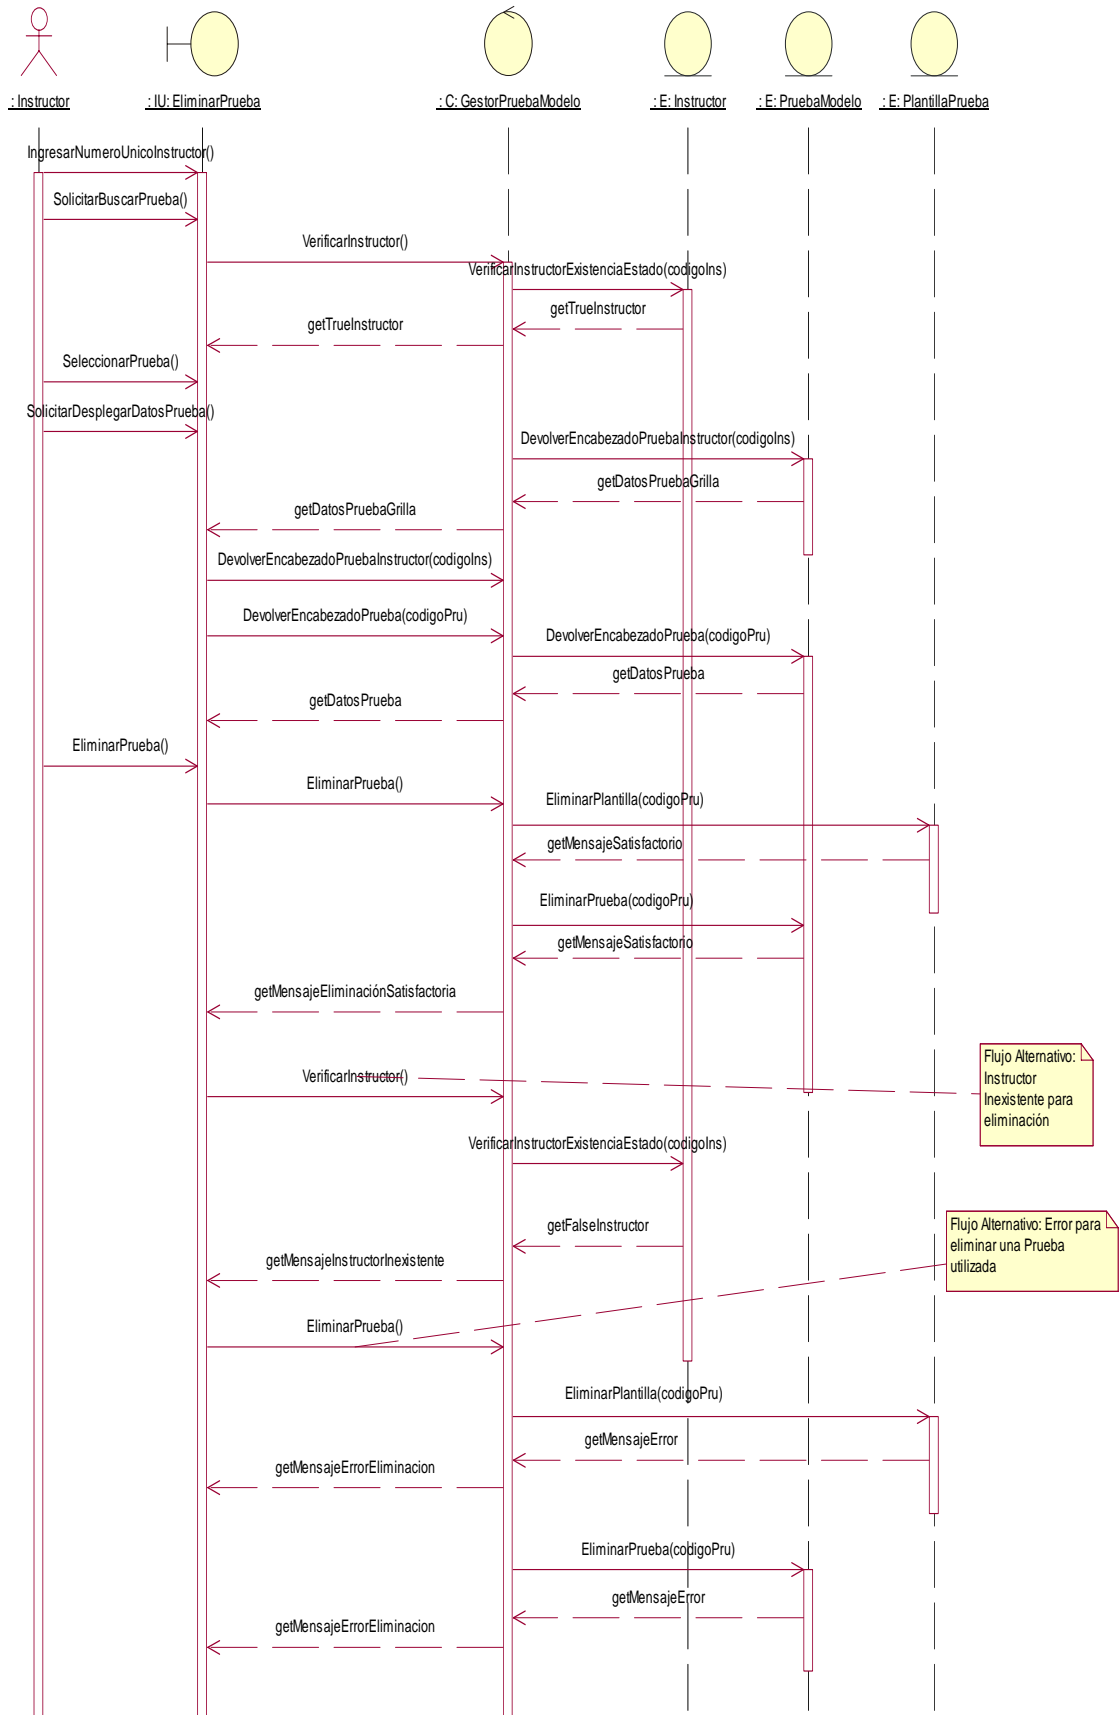 : Instructor
: IU: EliminarPrueba
: C: GestorPruebaModelo
: E: Instructor
: E: PruebaModelo
: E: PlantillaPrueba
IngresarNumeroUnicoInstructor()
SolicitarBuscarPrueba()
VerificarInstructor()
VerificarInstructorExistenciaEstado(codigoIns)
getTrueInstructor
getTrueInstructor
SeleccionarPrueba()
SolicitarDesplegarDatosPrueba()
DevolverEncabezadoPruebaInstructor(codigoIns)
getDatosPruebaGrilla
getDatosPruebaGrilla
DevolverEncabezadoPruebaInstructor(codigoIns)
DevolverEncabezadoPrueba(codigoPru)
DevolverEncabezadoPrueba(codigoPru)
getDatosPrueba
getDatosPrueba
EliminarPrueba()
EliminarPrueba()
EliminarPlantilla(codigoPru)
getMensajeSatisfactorio
EliminarPrueba(codigoPru)
getMensajeSatisfactorio
getMensajeEliminaciónSatisfactoria
Flujo Alternativo:
Instructor
Inexistente para
eliminación
VerificarInstructor()
VerificarInstructorExistenciaEstado(codigoIns)
getFalseInstructor
Flujo Alternativo: Error para
eliminar una Prueba
utilizada
getMensajeInstructorInexistente
EliminarPrueba()
EliminarPlantilla(codigoPru)
getMensajeError
getMensajeErrorEliminacion
EliminarPrueba(codigoPru)
getMensajeError
getMensajeErrorEliminacion